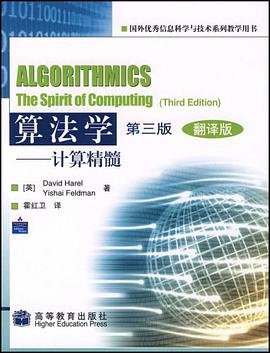 ■国外优秀信息科学与技术系列教学用书
ALGORITHMICS
The Spirit of Computing (Third Edition)
算法学 第三版 翻译版
——计算精髓
[英] David Harel
Yishai Feldman 著
霍红卫 译
高等教育出版社
Higher Education Press